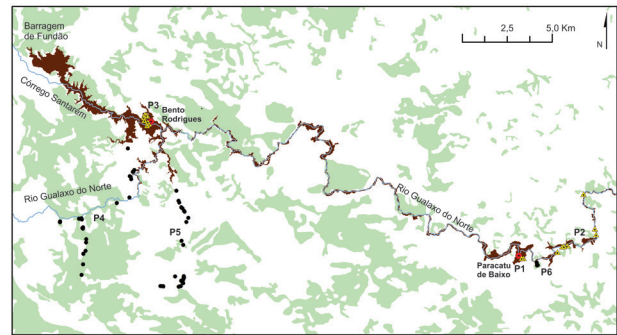 Barragem
de Fundão
2,5
5,0 Km
N
Córrego Santarém
P3
Bento
Rodrigues
Rio Gualaxo do Norte
P4
P5
Rio Gualaxo do Norte
P2
Paracatu
de Baixo
P1
P6